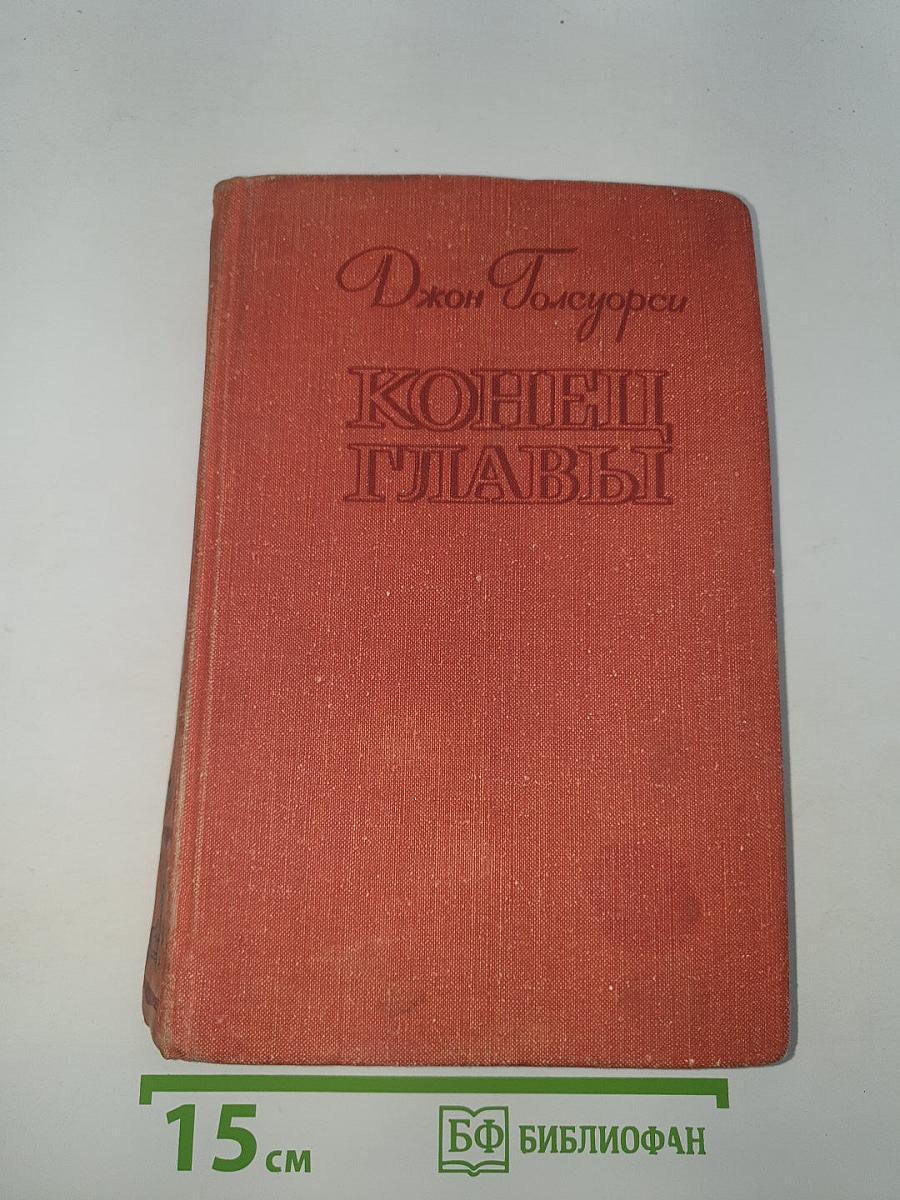 Джон Голсуорси
КОНЕЦ
ГЛАВЫ
15 см
БФ БИБЛИОФАН